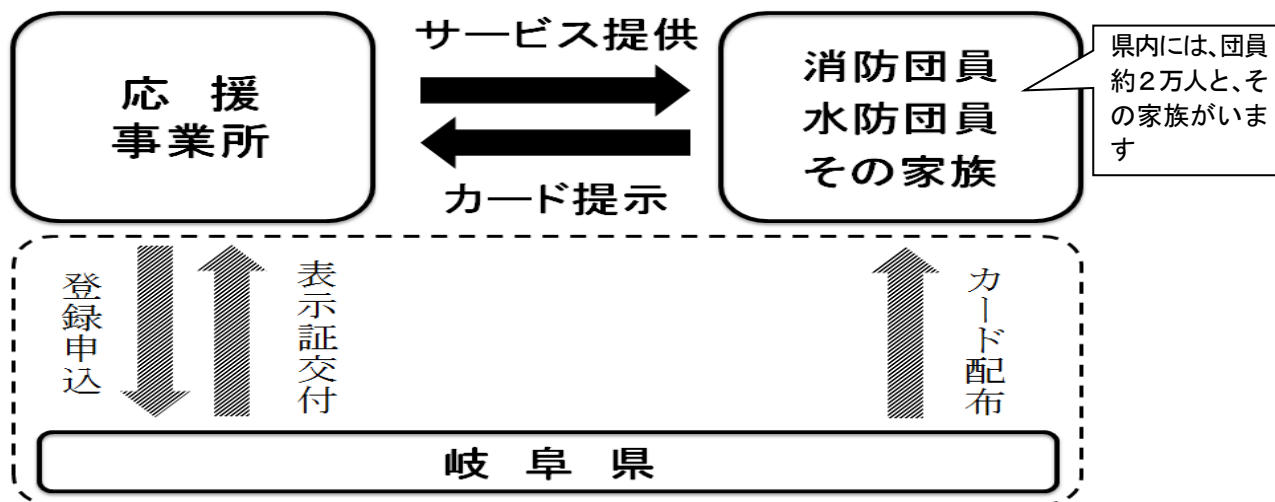 応援
事業所
サービス提供
カード提示
消防団員
水防団員
その家族
県内には、団員
約２万人と、そ
の家族がいま
す
登録申込
表示証交付
カード配布
岐阜県